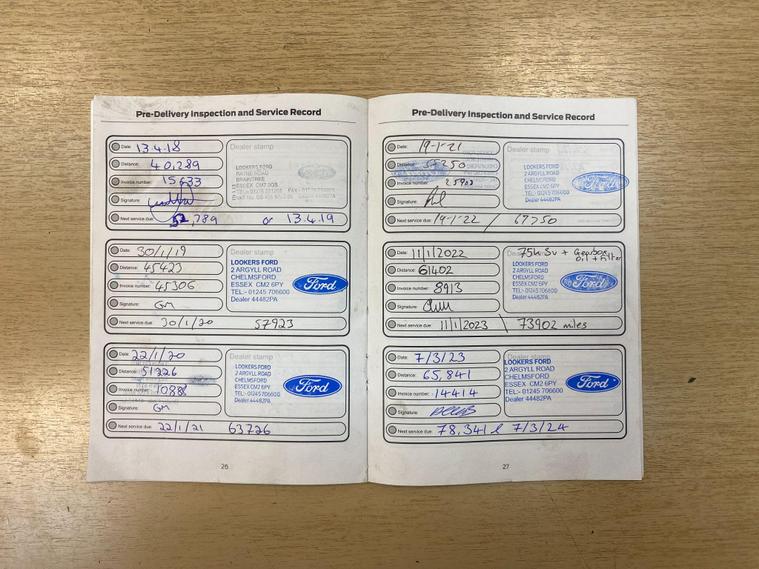 Pre-Delivery Inspection and Service Record
Date: 13.4.18
Distance: 40,289
Invoice number: 15633
Signature:
Next service due: 52,789 or 13.4.19
Dealer stamp
LOOKERS FORD
BRAINTREE
Ford
Date: 30/1/19
Distance: 45423
Invoice number: 45306
Signature: GM
Next service due: 30/1/20 57923
Dealer stamp
LOOKERS FORD
2 ARGYLL ROAD
CHELMSFORD
ESSEX CM2 6PY
TEL:- 01245 706600
Dealer 44482PA
Ford
Date: 22/1/20
Distance: 51226
Invoice number:
Signature: GM
Next service due: 22/1/21 63726
Dealer stamp
LOOKERS FORD
2 ARGYLL ROAD
CHELMSFORD
ESSEX CM2 6PY
TEL:- 01245 706600
Dealer 44482PA
Ford
26
Pre-Delivery Inspection and Service Record
Date: 19-1-21
Distance: 57250
Invoice number: 25903
Signature:
Next service due: 19-1-22 / 67250
Dealer stamp
LOOKERS FORD
2 ARGYLL ROAD
CHELMSFORD
ESSEX CM2 6PY
TEL:- 01245 706600
Dealer 44482PA
Ford
Date: 11/1/2022
Distance: 61402
Invoice number: 8913
Signature:
Next service due: 11/1/2023 \ 73902 miles
75k Sv + Gearbox
oil + Filter
LOOKERS FORD
2 ARGYLL ROAD
CHELMSFORD
ESSEX CM2 6PY
TEL:- 01245 706600
Dealer 44482PA
Ford
Date: 7/3/23
Distance: 65,841
Invoice number: 14414
Signature:
Next service due: 78,341 7/3/24
Dealer stamp
LOOKERS FORD
2 ARGYLL ROAD
CHELMSFORD
ESSEX CM2 6PY
TEL:- 01245 706600
Dealer 44482PA
Ford
27